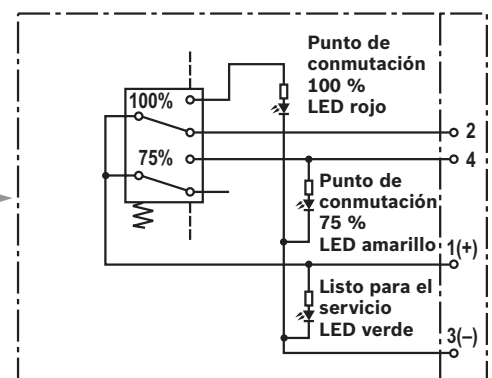 Punto de
conmutación
100 %
LED rojo
100%
75%
2
4
Punto de
conmutación
75 %
LED amarillo
1(+)
Listo para el
servicio
LED verde
3(–)